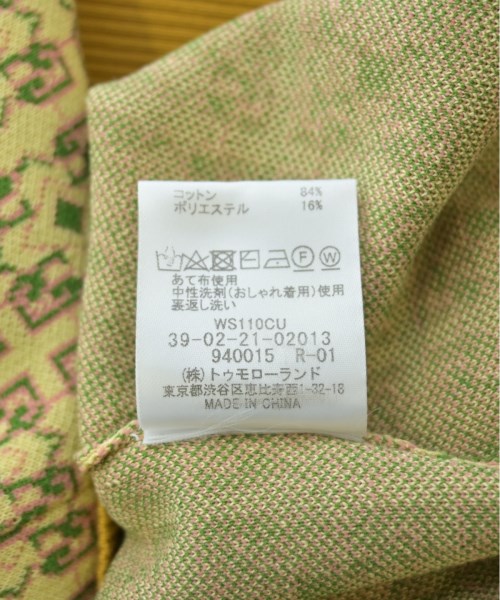 コットン 84%
ポリエステル 16%
F W
あて布使用
中性洗剤(おしゃれ着用)使用
裏返し洗い
WS110CU
39-02-21-02013
940015 R-01
(株)トゥモローランド
東京都渋谷区恵比寿西1-32-18
MADE IN CHINA